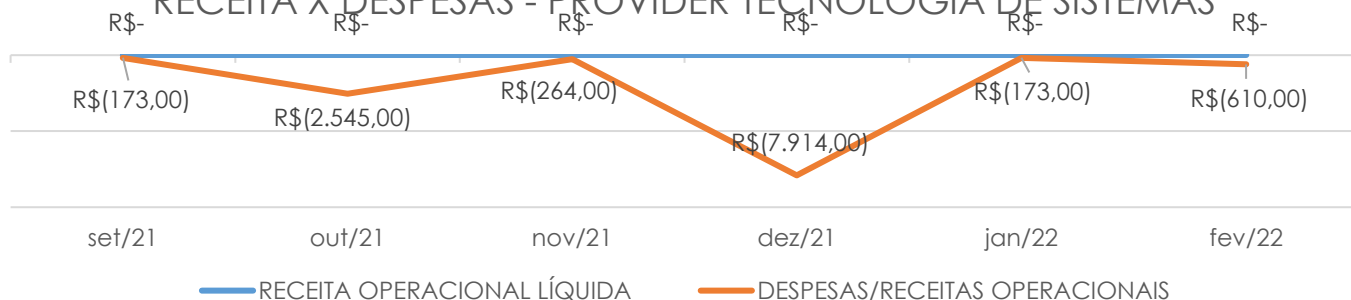 RECEITA X DESPESAS - PROVIDER TECNOLOGIA DE SISTEMAS
R$- R$- R$- R$- R$- R$-
R$(173,00) R$(2.545,00) R$(264,00) R$(7.914,00) R$(173,00) R$(610,00)
set/21 out/21 nov/21 dez/21 jan/22 fev/22
RECEITA OPERACIONAL LÍQUIDA DESPESAS/RECEITAS OPERACIONAIS